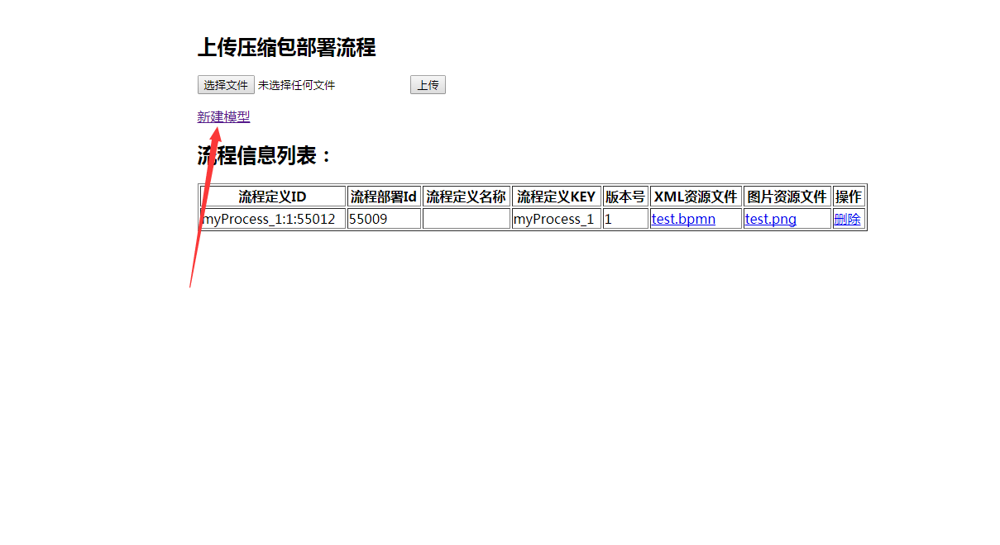 上传压缩包部署流程
选择文件 未选择任何文件 上传
新建模型
流程信息列表：
流程定义ID 流程部署Id 流程定义名称 流程定义KEY 版本号 XML资源文件 图片资源文件 操作
myProcess_1:1:55012 55009 myProcess_1 1 test.bpmn test.png 删除